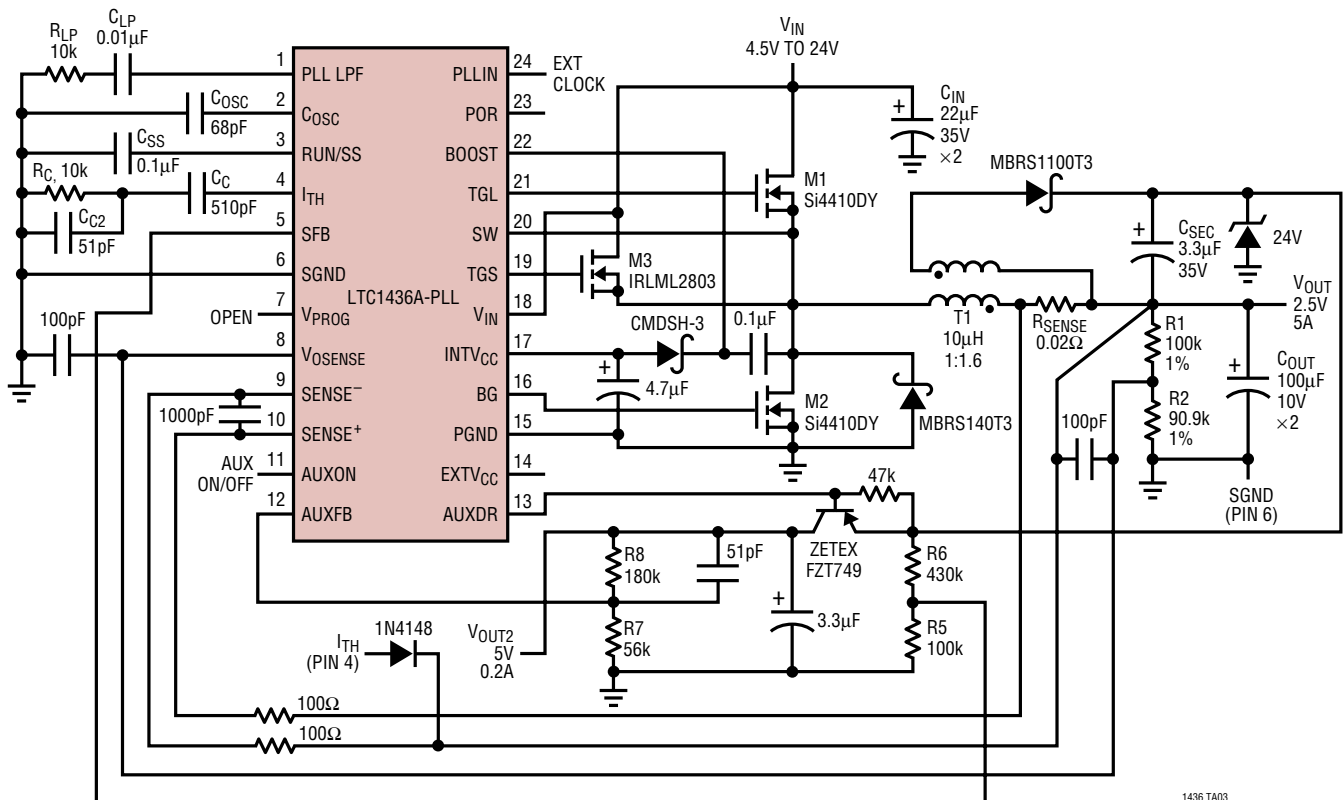 RLP
10k
CLP
0.01µF
COSC
68pF
CSS
0.1µF
RC, 10k
CC
510pF
CC2
51pF
OPEN
100pF
1000pF
AUX
ON/OFF
1
2
3
4
5
6
7
8
9
10
11
12
PLL LPF
COSC
RUN/SS
ITH
SFB
SGND
VPROG
VOSENSE
SENSE–
SENSE+
AUXON
AUXFB
LTC1436A-PLL
PLLIN
POR
BOOST
TGL
SW
TGS
VIN
INTVCC
BG
PGND
EXTVCC
AUXDR
24
23
22
21
20
19
18
17
16
15
14
13
EXT
CLOCK
VIN
4.5V TO 24V
+
CIN
22µF
35V
×2
M1
Si4410DY
M3
IRLML2803
CMDSH-3
0.1µF
+
4.7µF
M2
Si4410DY
MBRS140T3
MBRS1100T3
T1
10µH
1:1.6
RSENSE
0.02Ω
+
CSEC
3.3µF
35V
24V
VOUT
2.5V
5A
R1
100k
1%
R2
90.9k
1%
+
COUT
100µF
10V
×2
100pF
SGND
(PIN 6)
47k
ZETEX
FZT749
R6
430k
R5
100k
R8
180k
51pF
R7
56k
+
3.3µF
VOUT2
5V
0.2A
ITH
(PIN 4)
1N4148
100Ω
100Ω
1436 TA03